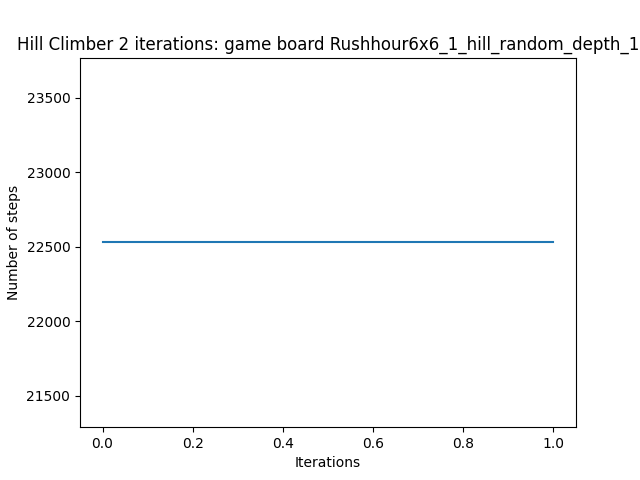 Hill Climber 2 iterations: game board Rushhour6x6_1_hill_random_depth_1
23500
23000
22500
22000
21500
Number of steps
0.0 0.2 0.4 0.6 0.8 1.0
Iterations